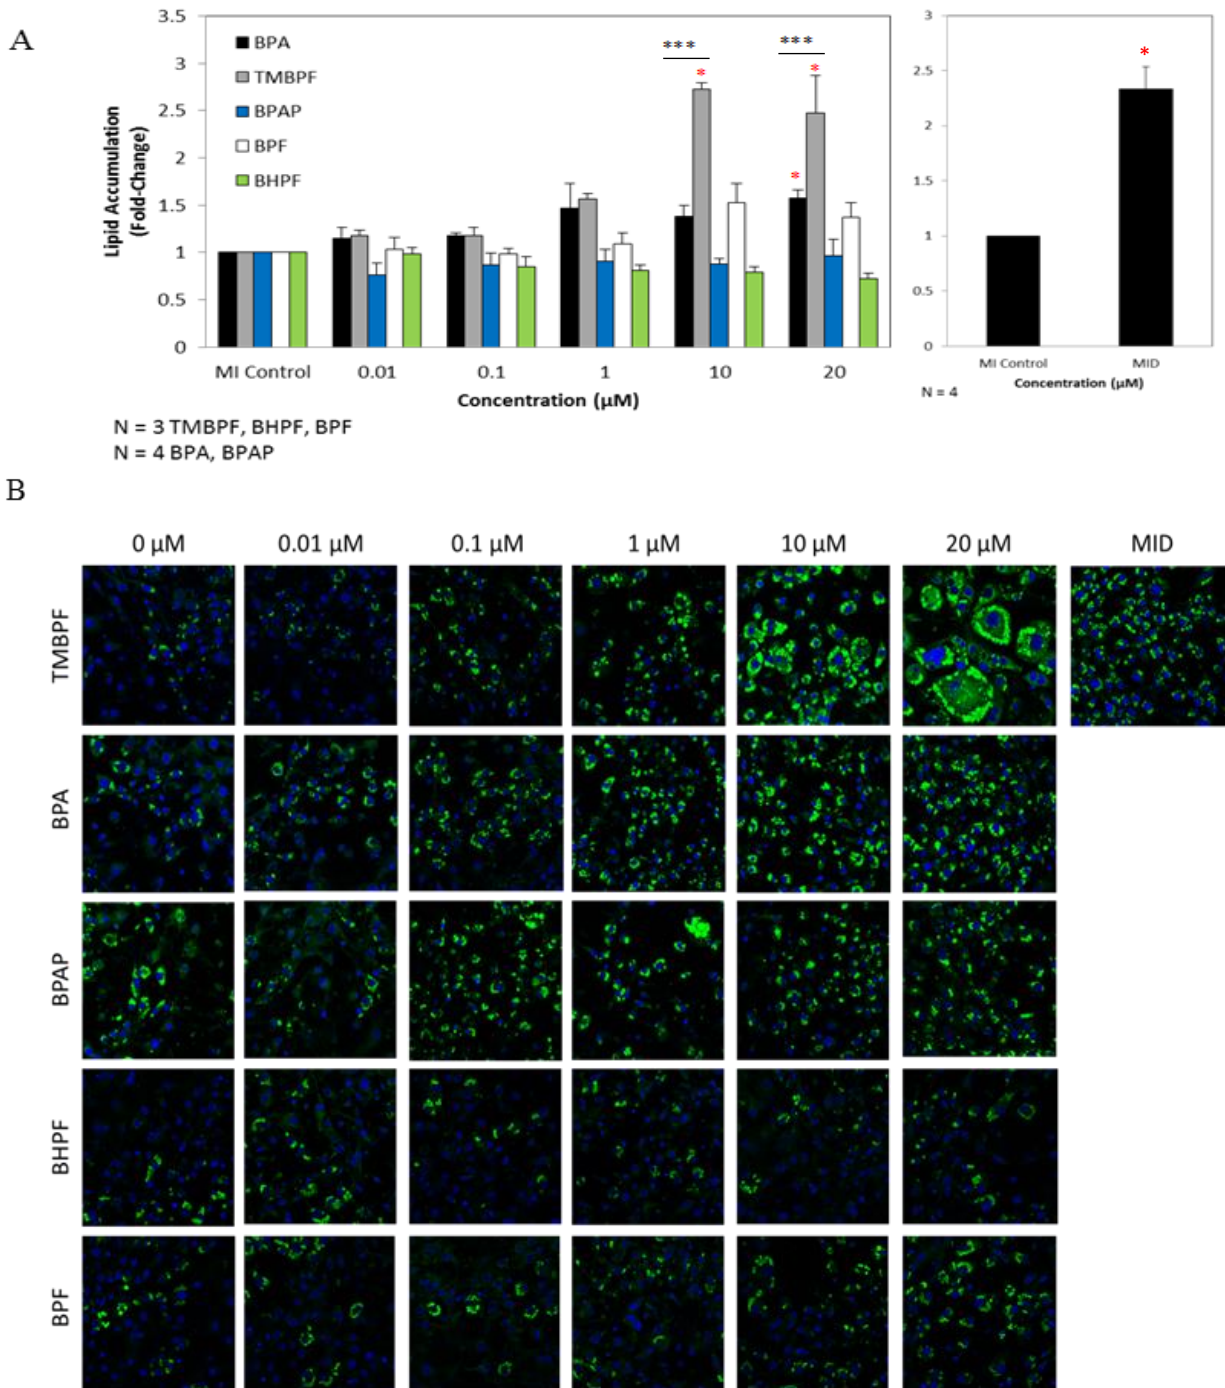 A
Lipid Accumulation
(Fold-Change)
3.5
3
2.5
2
1.5
1
0.5
0
BPA
TMBPF
BPAP
BPF
BHPF
*** ***
* *
*
MI Control 0.01 0.1 1 10 20
Concentration (µM)
N = 3 TMBPF, BHPF, BPF
N = 4 BPA, BPAP
3
2.5
2
1.5
1
0.5
0
*
MI Control MID
Concentration (µM)
N = 4
B
0 µM 0.01 µM 0.1 µM 1 µM 10 µM 20 µM MID
TMBPF
BPA
BPAP
BHPF
BPF